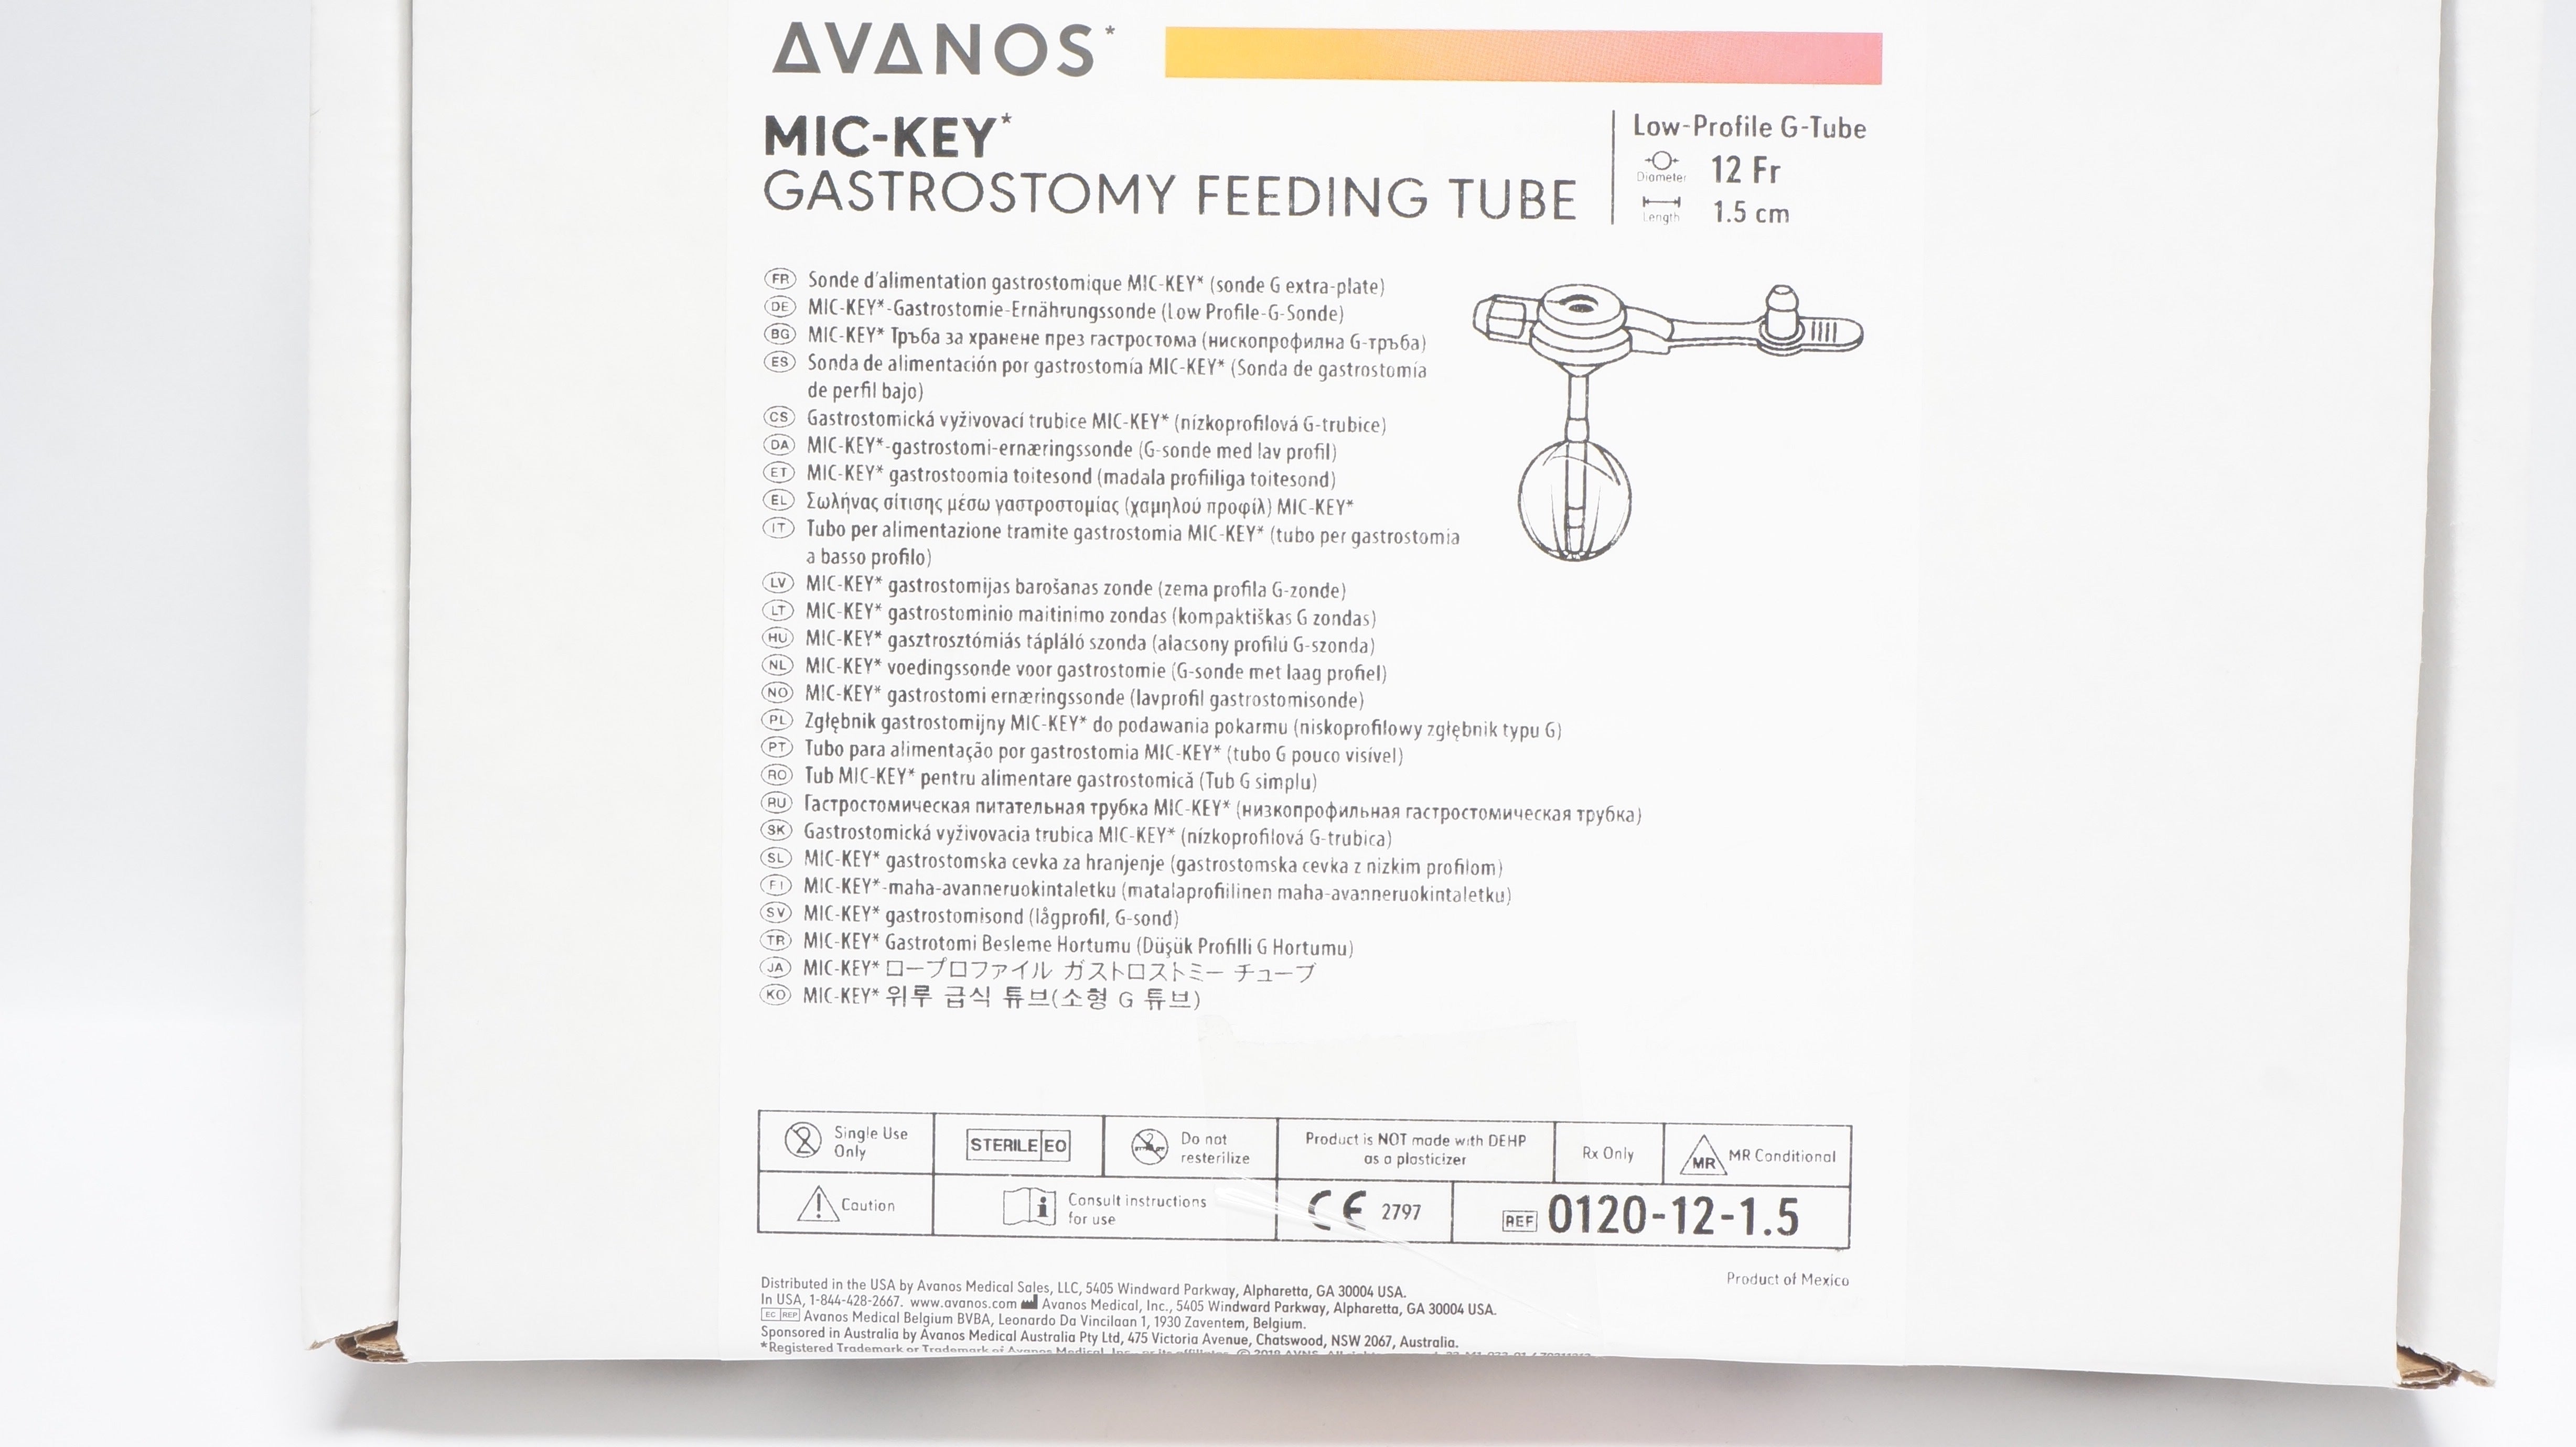 AVANOS*
MIC-KEY*
GASTROSTOMY FEEDING TUBE
Low-Profile G-Tube
Diameter 12 Fr
Length 1.5 cm
FR Sonde d'alimentation gastrostomique MIC-KEY* (sonde G extra-plate)
DE MIC-KEY*-Gastrostomie-Ernährungssonde (Low Profile-G-Sonde)
BG MIC-KEY* Тръба за хранене през гастростома (нископрофилна G-тръба)
ES Sonda de alimentación por gastrostomía MIC-KEY* (Sonda de gastrostomía
de perfil bajo)
CS Gastrostomická vyživovací trubice MIC-KEY* (nízkoprofilová G-trubice)
DA MIC-KEY*-gastrostomi-ernæringssonde (G-sonde med lav profil)
ET MIC-KEY* gastrostoomia toitesond (madala profiiliga toitesond)
EL Σωλήνας σίτισης μέσω γαστροστομίας (χαμηλού προφίλ) MIC-KEY*
IT Tubo per alimentazione tramite gastrostomia MIC-KEY* (tubo per gastrostomia
a basso profilo)
LV MIC-KEY* gastrostomijas barošanas zonde (zema profila G-zonde)
LT MIC-KEY* gastrostominio maitinimo zondas (kompaktiškas G zondas)
HU MIC-KEY* gasztrosztómiás tápláló szonda (alacsony profilú G-szonda)
NL MIC-KEY* voedingssonde voor gastrostomie (G-sonde met laag profiel)
NO MIC-KEY* gastrostomi ernæringssonde (lavprofil gastrostomisonde)
PL Zgłębnik gastrostomijny MIC-KEY* do podawania pokarmu (niskoprofilowy zgłębnik typu G)
PT Tubo para alimentação por gastrostomia MIC-KEY* (tubo G pouco visível)
RO Tub MIC-KEY* pentru alimentare gastrostomică (Tub G simplu)
RU Гастростомическая питательная трубка MIC-KEY* (низкопрофильная гастростомическая трубка)
SK Gastrostomická vyživovacia trubica MIC-KEY* (nízkoprofilová G-trubica)
SL MIC-KEY* gastrostomska cevka za hranjenje (gastrostomska cevka z nizkim profilom)
FI MIC-KEY*-maha-avanneruokintaletku (matalaprofiilinen maha-avanneruokintaletku)
SV MIC-KEY* gastrostomisond (lågprofil, G-sond)
TR MIC-KEY* Gastrotomi Besleme Hortumu (Düşük Profilli G Hortumu)
JA MIC-KEY* ロープロファイル ガストロストミー チューブ
KO MIC-KEY* 위루 급식 튜브(소형 G 튜브)
Single Use
Only
STERILE EO
Do not
resterilize
Product is NOT made with DEHP
as a plasticizer
Rx Only
MR MR Conditional
Caution
Consult instructions
for use
CE 2797
REF 0120-12-1.5
Product of Mexico
Distributed in the USA by Avanos Medical Sales, LLC, 5405 Windward Parkway, Alpharetta, GA 30004 USA.
In USA, 1-844-428-2667. www.avanos.com Avanos Medical, Inc., 5405 Windward Parkway, Alpharetta, GA 30004 USA.
EC REP Avanos Medical Belgium BVBA, Leonardo Da Vincilaan 1, 1930 Zaventem, Belgium.
Sponsored in Australia by Avanos Medical Australia Pty Ltd, 475 Victoria Avenue, Chatswood, NSW 2067, Australia.
*Registered Trademark or Trademark of Avanos Medical, Inc., or its affiliates.